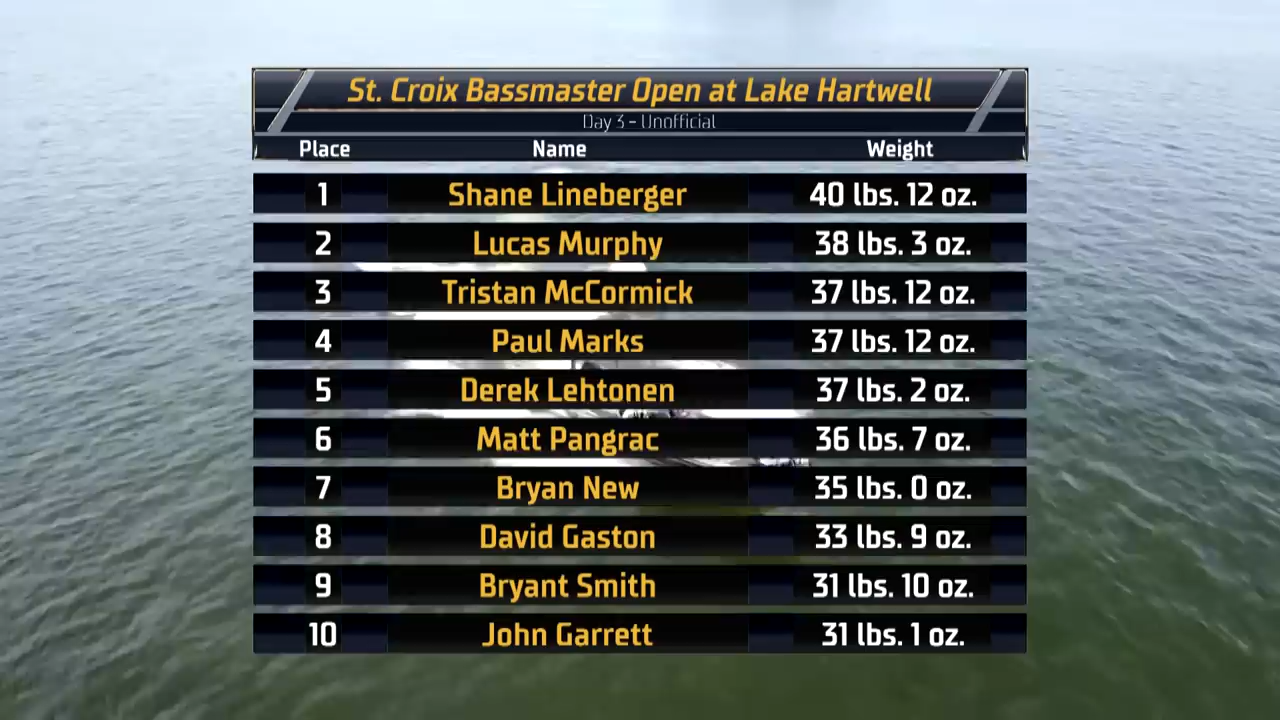 St. Croix Bassmaster Open at Lake Hartwell
Day 3 - Unofficial
Place Name Weight
1 Shane Lineberger 40 lbs. 12 oz.
2 Lucas Murphy 38 lbs. 3 oz.
3 Tristan McCormick 37 lbs. 12 oz.
4 Paul Marks 37 lbs. 12 oz.
5 Derek Lehtonen 37 lbs. 2 oz.
6 Matt Pangrac 36 lbs. 7 oz.
7 Bryan New 35 lbs. 0 oz.
8 David Gaston 33 lbs. 9 oz.
9 Bryant Smith 31 lbs. 10 oz.
10 John Garrett 31 lbs. 1 oz.